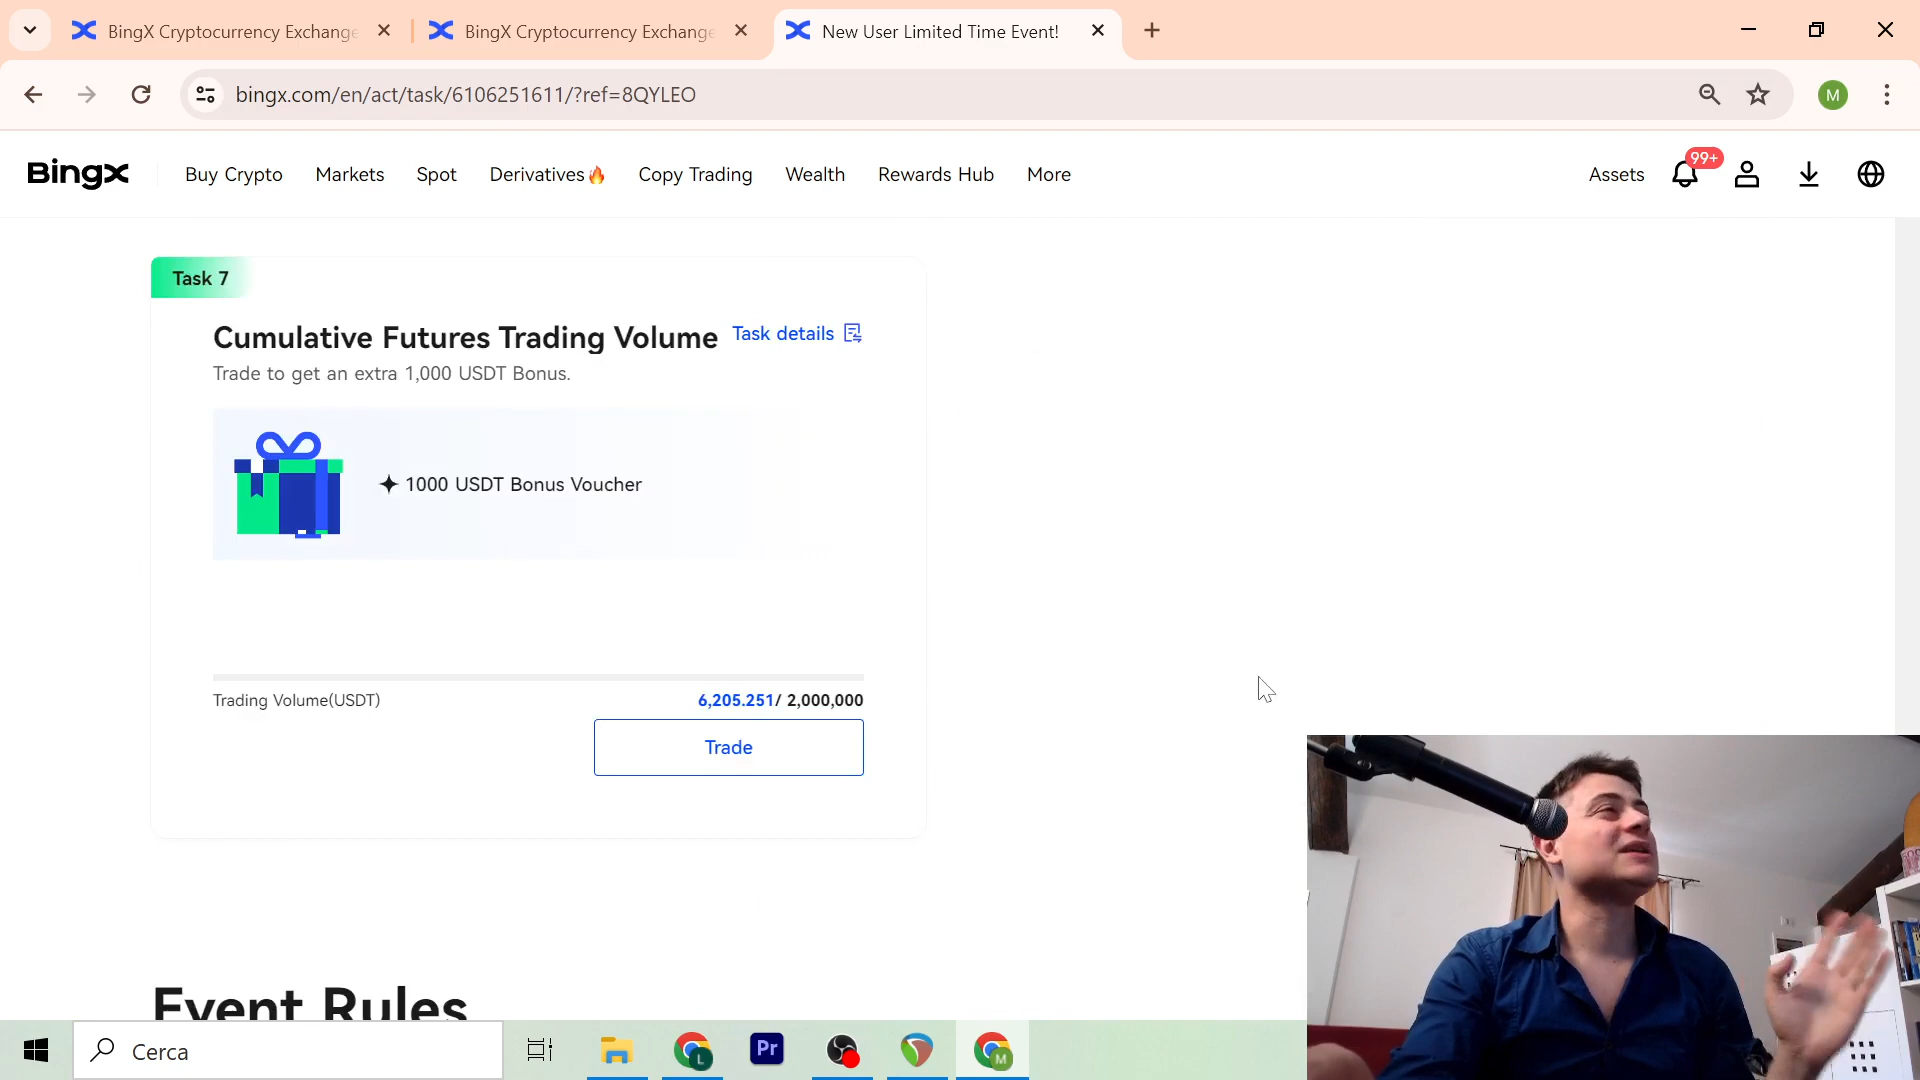 BingX Cryptocurrency Exchange
BingX Cryptocurrency Exchange
New User Limited Time Event!
bingx.com/en/act/task/6106251611/?ref=8QYLEO
M
BingX
Buy Crypto
Markets
Spot
Derivatives
Copy Trading
Wealth
Rewards Hub
More
Assets
99+
Task 7
Cumulative Futures Trading Volume
Task details
Trade to get an extra 1,000 USDT Bonus.
1000 USDT Bonus Voucher
Trading Volume(USDT)
6,205.251/ 2,000,000
Trade
Event Rules
Cerca
L
Pr
M